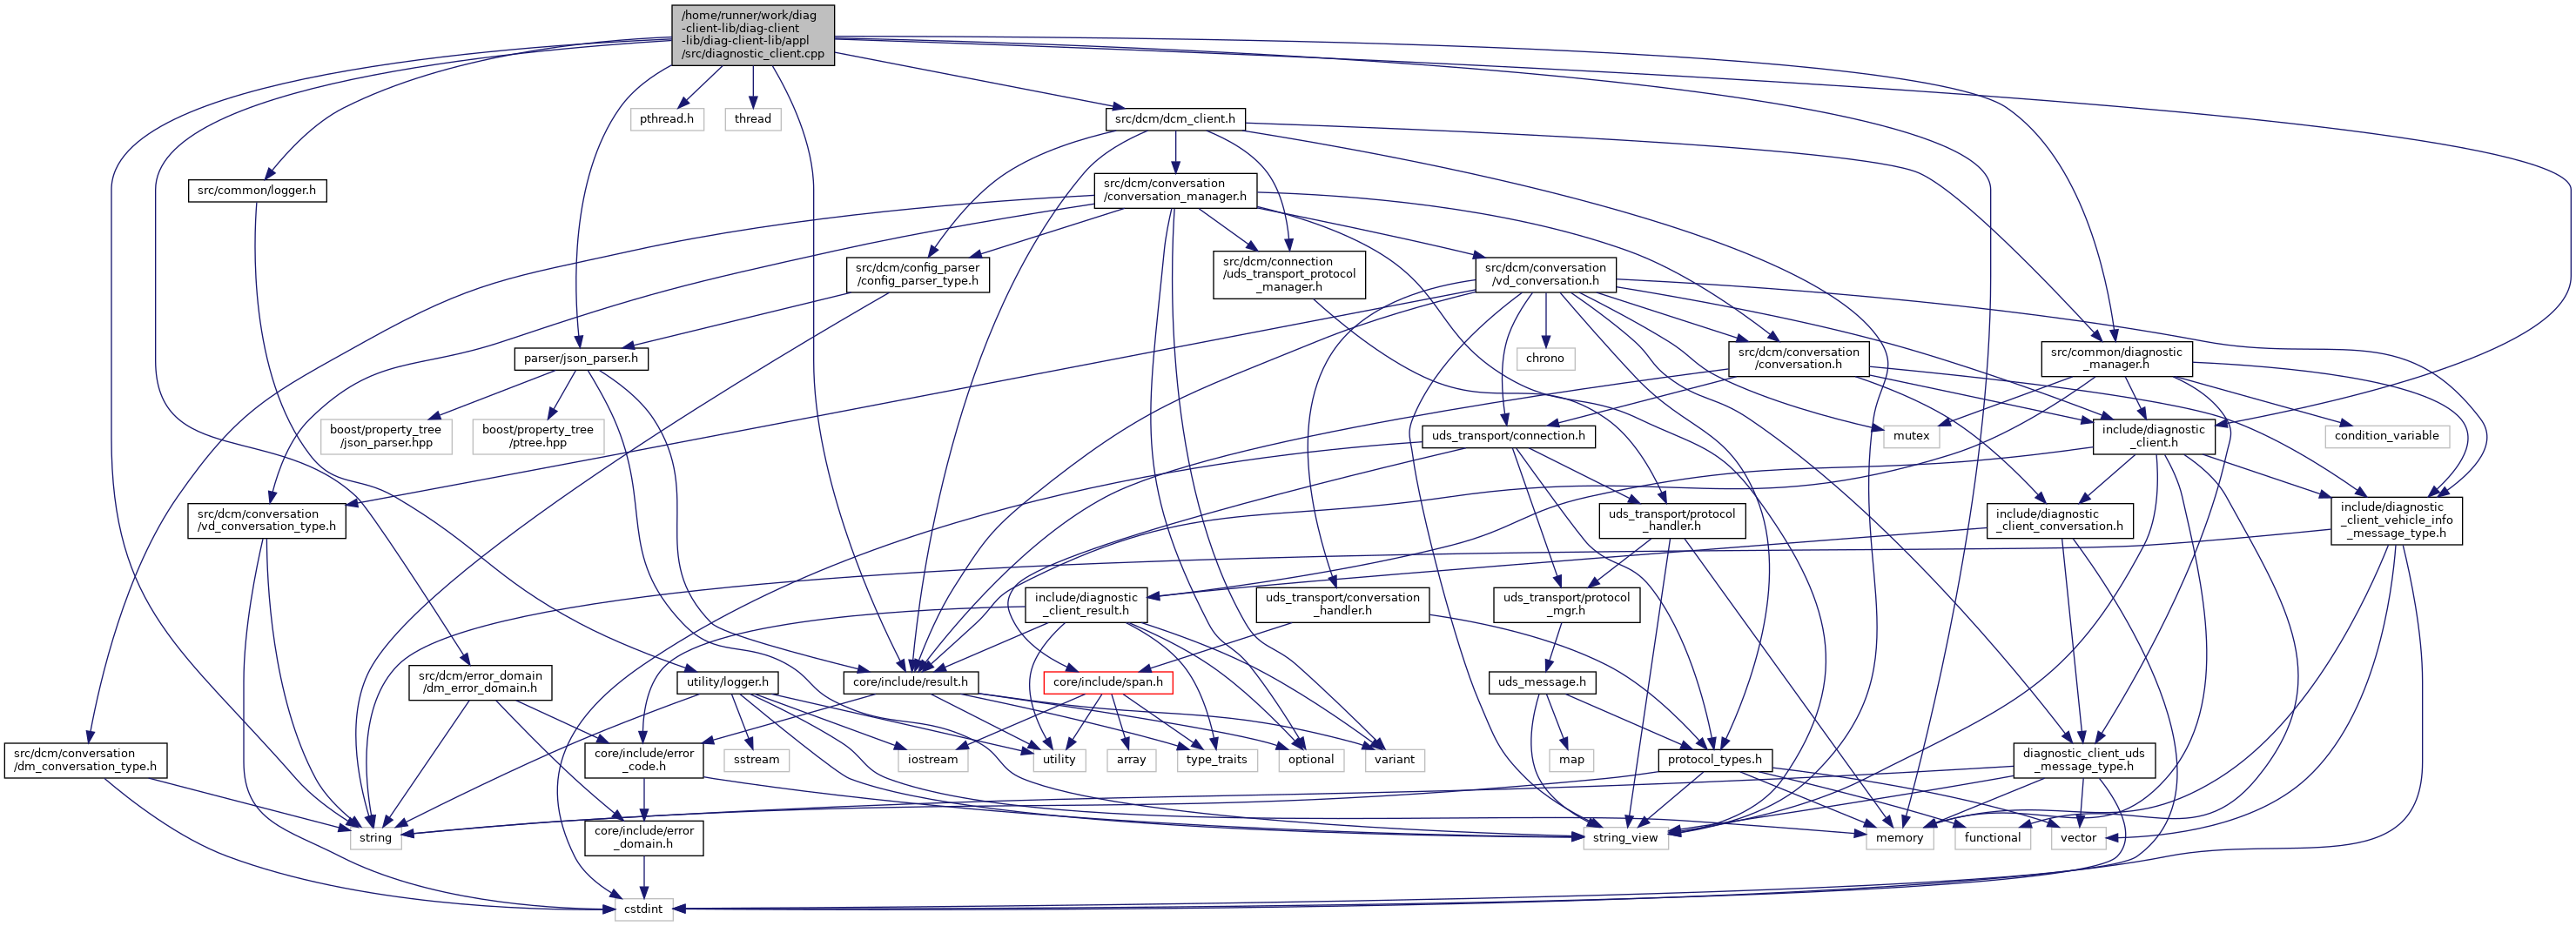 /home/runner/work/diag
-client-lib/diag-client
-lib/diag-client-lib/appl
/src/diagnostic_client.cpp
pthread.h
thread
src/dcm/dcm_client.h
src/common/logger.h
src/dcm/conversation
/conversation_manager.h
src/dcm/config_parser
/config_parser_type.h
src/dcm/connection
/uds_transport_protocol
_manager.h
src/dcm/conversation
/vd_conversation.h
parser/json_parser.h
chrono
src/dcm/conversation
/conversation.h
src/common/diagnostic
_manager.h
boost/property_tree
/json_parser.hpp
boost/property_tree
/ptree.hpp
uds_transport/connection.h
mutex
include/diagnostic
_client.h
condition_variable
src/dcm/conversation
/vd_conversation_type.h
uds_transport/protocol
_handler.h
include/diagnostic
_client_conversation.h
include/diagnostic
_client_vehicle_info
_message_type.h
include/diagnostic
_client_result.h
uds_transport/conversation
_handler.h
uds_transport/protocol
_mgr.h
src/dcm/error_domain
/dm_error_domain.h
utility/logger.h
core/include/result.h
core/include/span.h
uds_message.h
src/dcm/conversation
/dm_conversation_type.h
core/include/error
_code.h
sstream
iostream
utility
array
type_traits
optional
variant
map
protocol_types.h
diagnostic_client_uds
_message_type.h
string
core/include/error
_domain.h
string_view
memory
functional
vector
cstdint